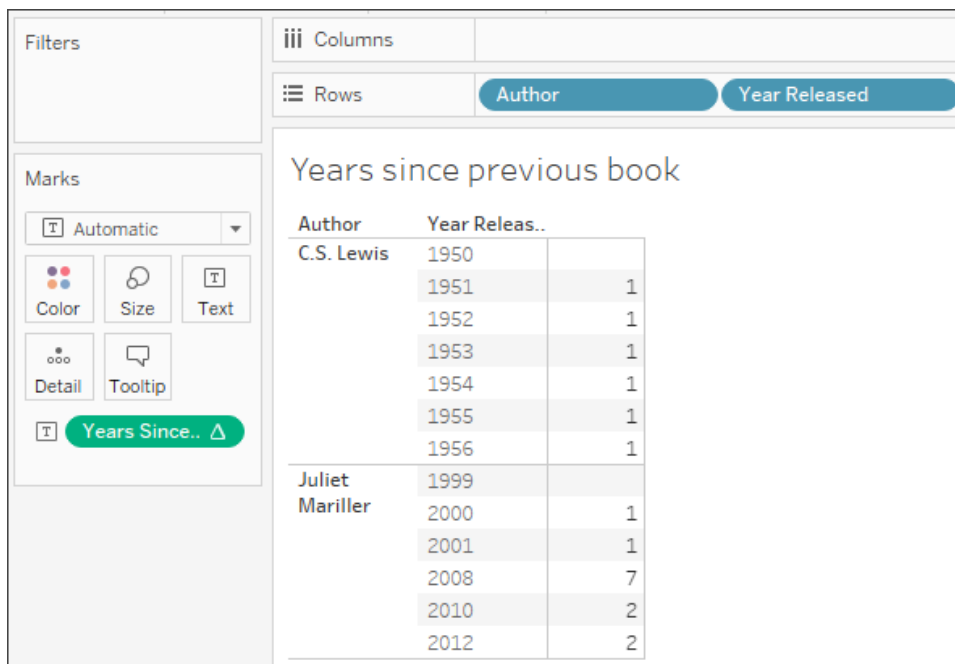 Filters
Columns
Rows Author Year Released
Marks
T Automatic
Color Size T Text
Detail Tooltip
T Years Since.. Δ
Years since previous book
Author Year Releas..
C.S. Lewis 1950
1951 1
1952 1
1953 1
1954 1
1955 1
1956 1
Juliet 1999
Mariller 2000 1
2001 1
2008 7
2010 2
2012 2